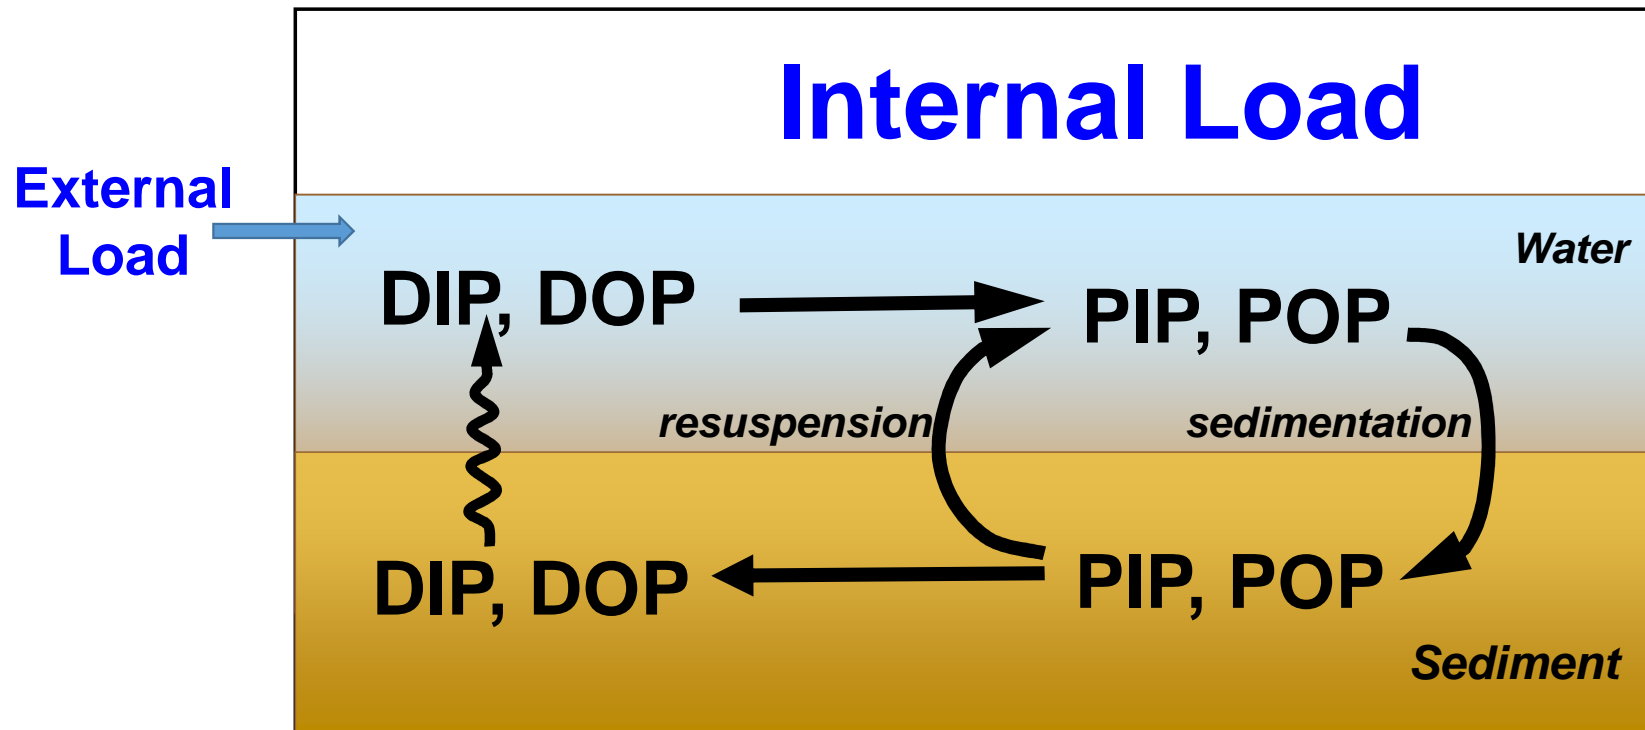 Internal Load
External
Load
Water
DIP, DOP
PIP, POP
resuspension
sedimentation
DIP, DOP
PIP, POP
Sediment